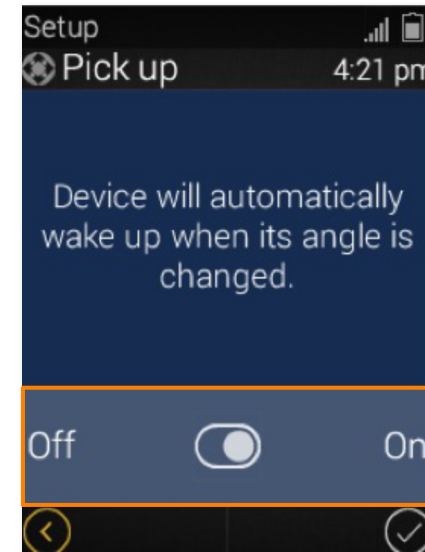 Setup
Pick up 4:21 pm
Device will automatically
wake up when its angle is
changed.
Off On